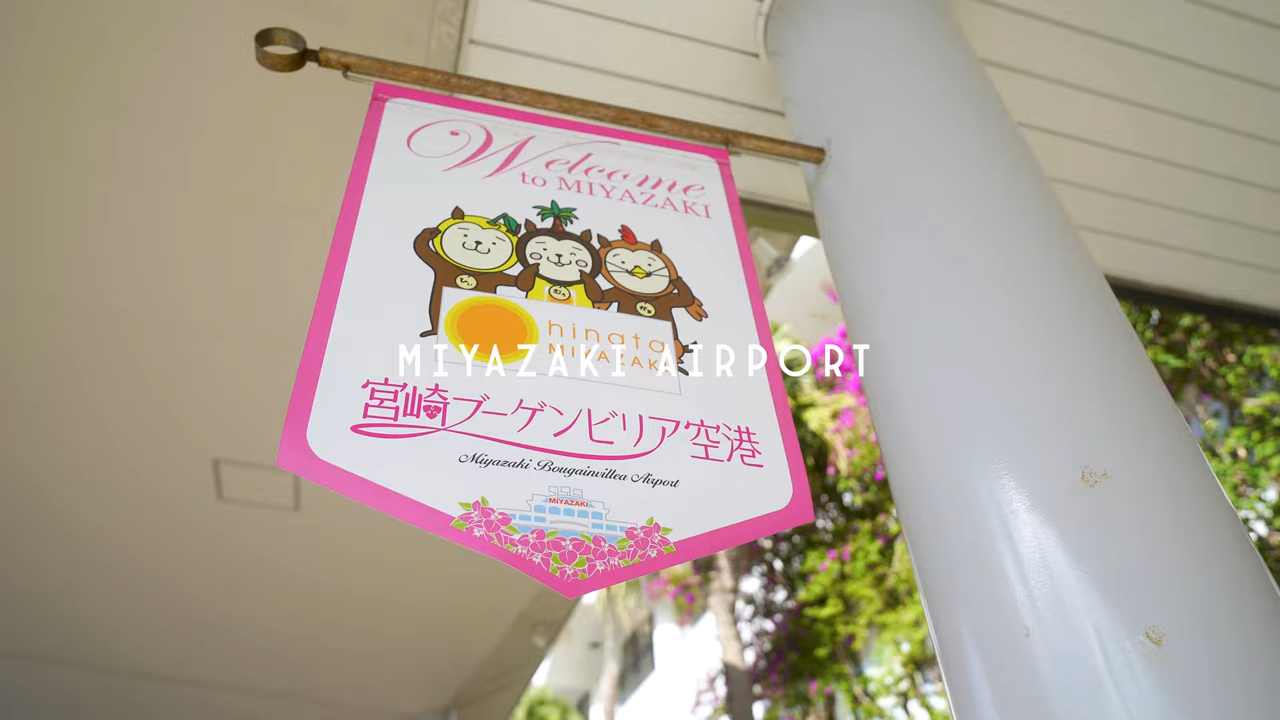 Welcome
to MIYAZAKI
hinata
MIYAZAKI
MIYAZAKI AIRPORT
宮崎ブーゲンビリア空港
Miyazaki Bougainvillea Airport
MIYAZAKI